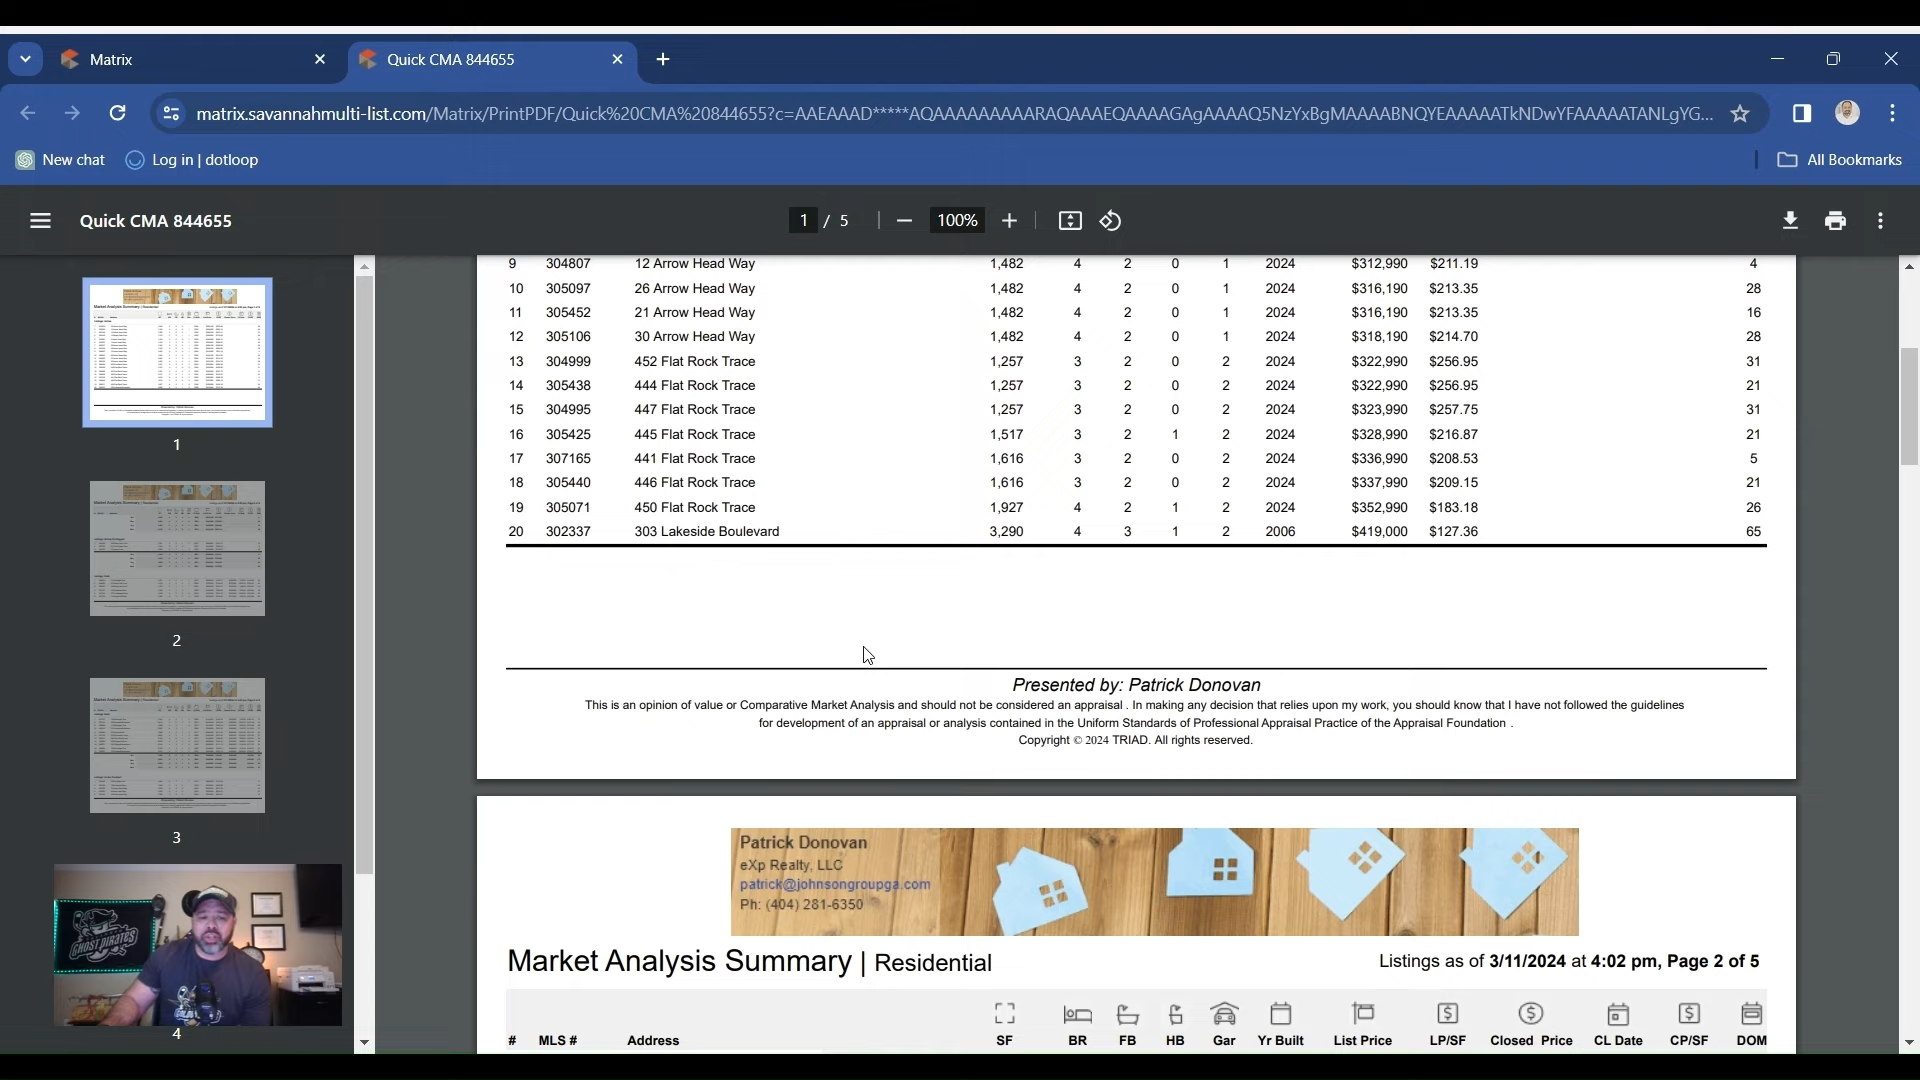 Matrix
Quick CMA 844655
matrix.savannahmulti-list.com/Matrix/PrintPDF/Quick%20CMA%20844655?c=AAEAAAD*****AQAAAAAAAAARAQAAAEQAAAAGAgAAAAQ5NzYxBgMAAAABNQYEAAAAATkNDwYFAAAAATANLgYG...
New chat
Log in | dotloop
All Bookmarks
Quick CMA 844655
1 / 5
100%
9 304807 12 Arrow Head Way 1,482 4 2 0 1 2024 $312,990 $211.19 4
10 305097 26 Arrow Head Way 1,482 4 2 0 1 2024 $316,190 $213.35 28
11 305452 21 Arrow Head Way 1,482 4 2 0 1 2024 $316,190 $213.35 16
12 305106 30 Arrow Head Way 1,482 4 2 0 1 2024 $318,190 $214.70 28
13 304999 452 Flat Rock Trace 1,257 3 2 0 2 2024 $322,990 $256.95 31
14 305438 444 Flat Rock Trace 1,257 3 2 0 2 2024 $322,990 $256.95 21
15 304995 447 Flat Rock Trace 1,257 3 2 0 2 2024 $323,990 $257.75 31
16 305425 445 Flat Rock Trace 1,517 3 2 1 2 2024 $328,990 $216.87 21
17 307165 441 Flat Rock Trace 1,616 3 2 0 2 2024 $336,990 $208.53 5
18 305440 446 Flat Rock Trace 1,616 3 2 0 2 2024 $337,990 $209.15 21
19 305071 450 Flat Rock Trace 1,927 4 2 1 2 2024 $352,990 $183.18 26
20 302337 303 Lakeside Boulevard 3,290 4 3 1 2 2006 $419,000 $127.36 65
Presented by: Patrick Donovan
This is an opinion of value or Comparative Market Analysis and should not be considered an appraisal . In making any decision that relies upon my work, you should know that I have not followed the guidelines
for development of an appraisal or analysis contained in the Uniform Standards of Professional Appraisal Practice of the Appraisal Foundation .
Copyright © 2024 TRIAD. All rights reserved.
Patrick Donovan
eXp Realty, LLC
patrick@johnsongroupga.com
Ph: (404) 281-6350
Market Analysis Summary | Residential
Listings as of 3/11/2024 at 4:02 pm, Page 2 of 5
# MLS # Address SF BR FB HB Gar Yr Built List Price LP/SF Closed Price CL Date CP/SF DOM
1
2
3
4
GHOST PIRATES